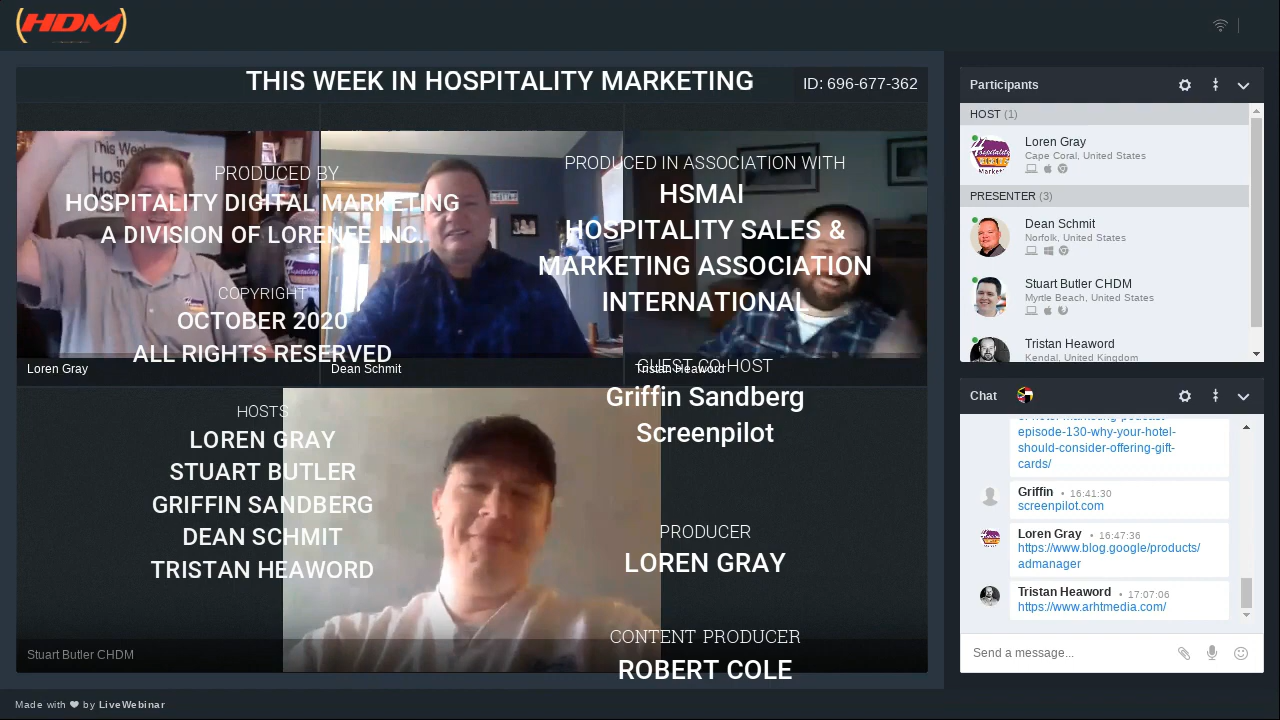 (HDM)
THIS WEEK IN HOSPITALITY MARKETING
ID: 696-677-362
This Week
in
Hos
Mar
PRODUCED BY
HOSPITALITY DIGITAL MARKETING
A DIVISION OF LORENFE INC.
COPYRIGHT
OCTOBER 2020
ALL RIGHTS RESERVED
Loren Gray
Dean Schmit
PRODUCED IN ASSOCIATION WITH
HSMAI
HOSPITALITY SALES &
MARKETING ASSOCIATION
INTERNATIONAL
Tristan Heaword
GUEST CO-HOST
Griffin Sandberg
Screenpilot
HOSTS
LOREN GRAY
STUART BUTLER
GRIFFIN SANDBERG
DEAN SCHMIT
TRISTAN HEAWORD
PRODUCER
LOREN GRAY
CONTENT PRODUCER
ROBERT COLE
Stuart Butler CHDM
Participants
HOST (1)
Loren Gray
Cape Coral, United States
PRESENTER (3)
Dean Schmit
Norfolk, United States
Stuart Butler CHDM
Myrtle Beach, United States
Tristan Heaword
Kendal, United Kingdom
Chat
episode-130-why-your-hotel-
should-consider-offering-gift-
cards/
Griffin • 16:41:30
screenpilot.com
Loren Gray • 16:47:36
https://www.blog.google/products/
admanager
Tristan Heaword • 17:07:06
https://www.arhtmedia.com/
Send a message...
Made with ❤ by LiveWebinar